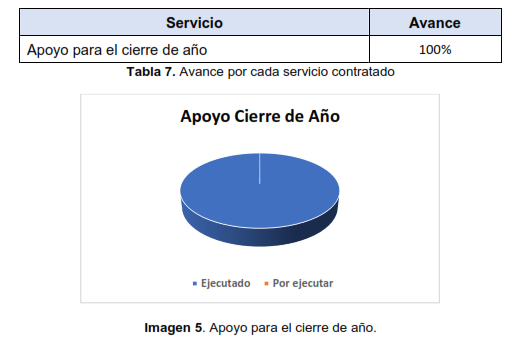 Servicio Avance
Apoyo para el cierre de año 100%
Tabla 7. Avance por cada servicio contratado
Apoyo Cierre de Año
Ejecutado Por ejecutar
Imagen 5. Apoyo para el cierre de año.